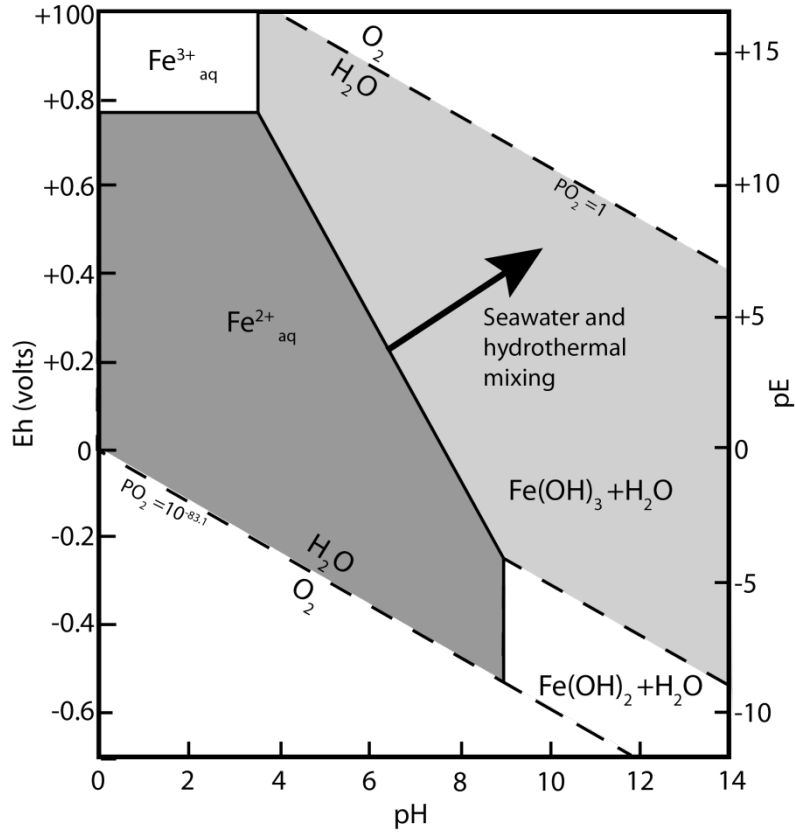 +100
+0.8
+0.6
+0.4
+0.2
0
-0.2
-0.4
-0.6
Eh (volts)
Fe3+ aq
O2
H2O
PO2=1
Fe2+ aq
Seawater and
hydrothermal
mixing
Fe(OH)3+H2O
PO2=10-83.1
H2O
O2
Fe(OH)2+H2O
+15
+10
+5
0
-5
-10
pE
0 2 4 6 8 10 12 14
pH